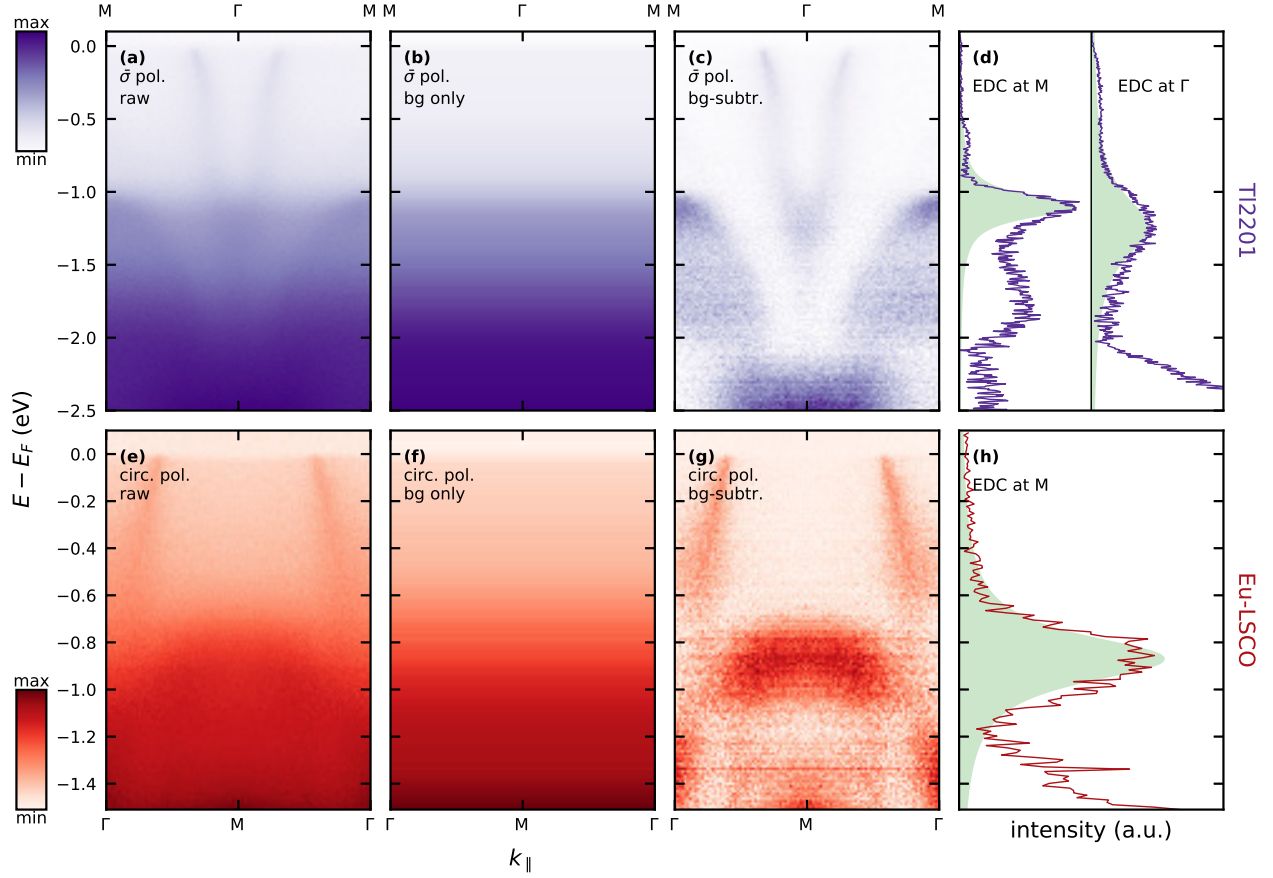 M Γ M M Γ M M Γ M
max
min
0.0
−0.5
−1.0
−1.5
−2.0
−2.5
(a)
σ̄ pol.
raw
(b)
σ̄ pol.
bg only
(c)
σ̄ pol.
bg-subtr.
(d)
EDC at M EDC at Γ
Tl2201
E − E_F (eV)
0.0
−0.2
−0.4
−0.6
−0.8
−1.0
−1.2
−1.4
max
min
(e)
circ. pol.
raw
(f)
circ. pol.
bg only
(g)
circ. pol.
bg-subtr.
(h)
EDC at M
Eu-LSCO
Γ M Γ Γ M Γ Γ M Γ
intensity (a.u.)
k_∥